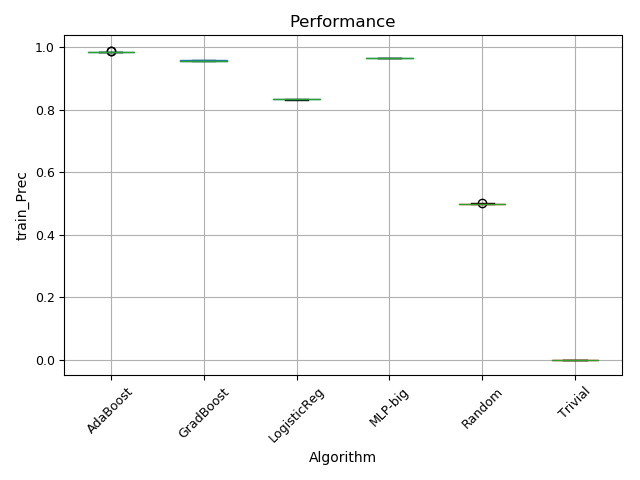 Performance
train_Prec
1.0
0.8
0.6
0.4
0.2
0.0
AdaBoost
GradBoost
LogisticReg
MLP-big
Random
Trivial
Algorithm